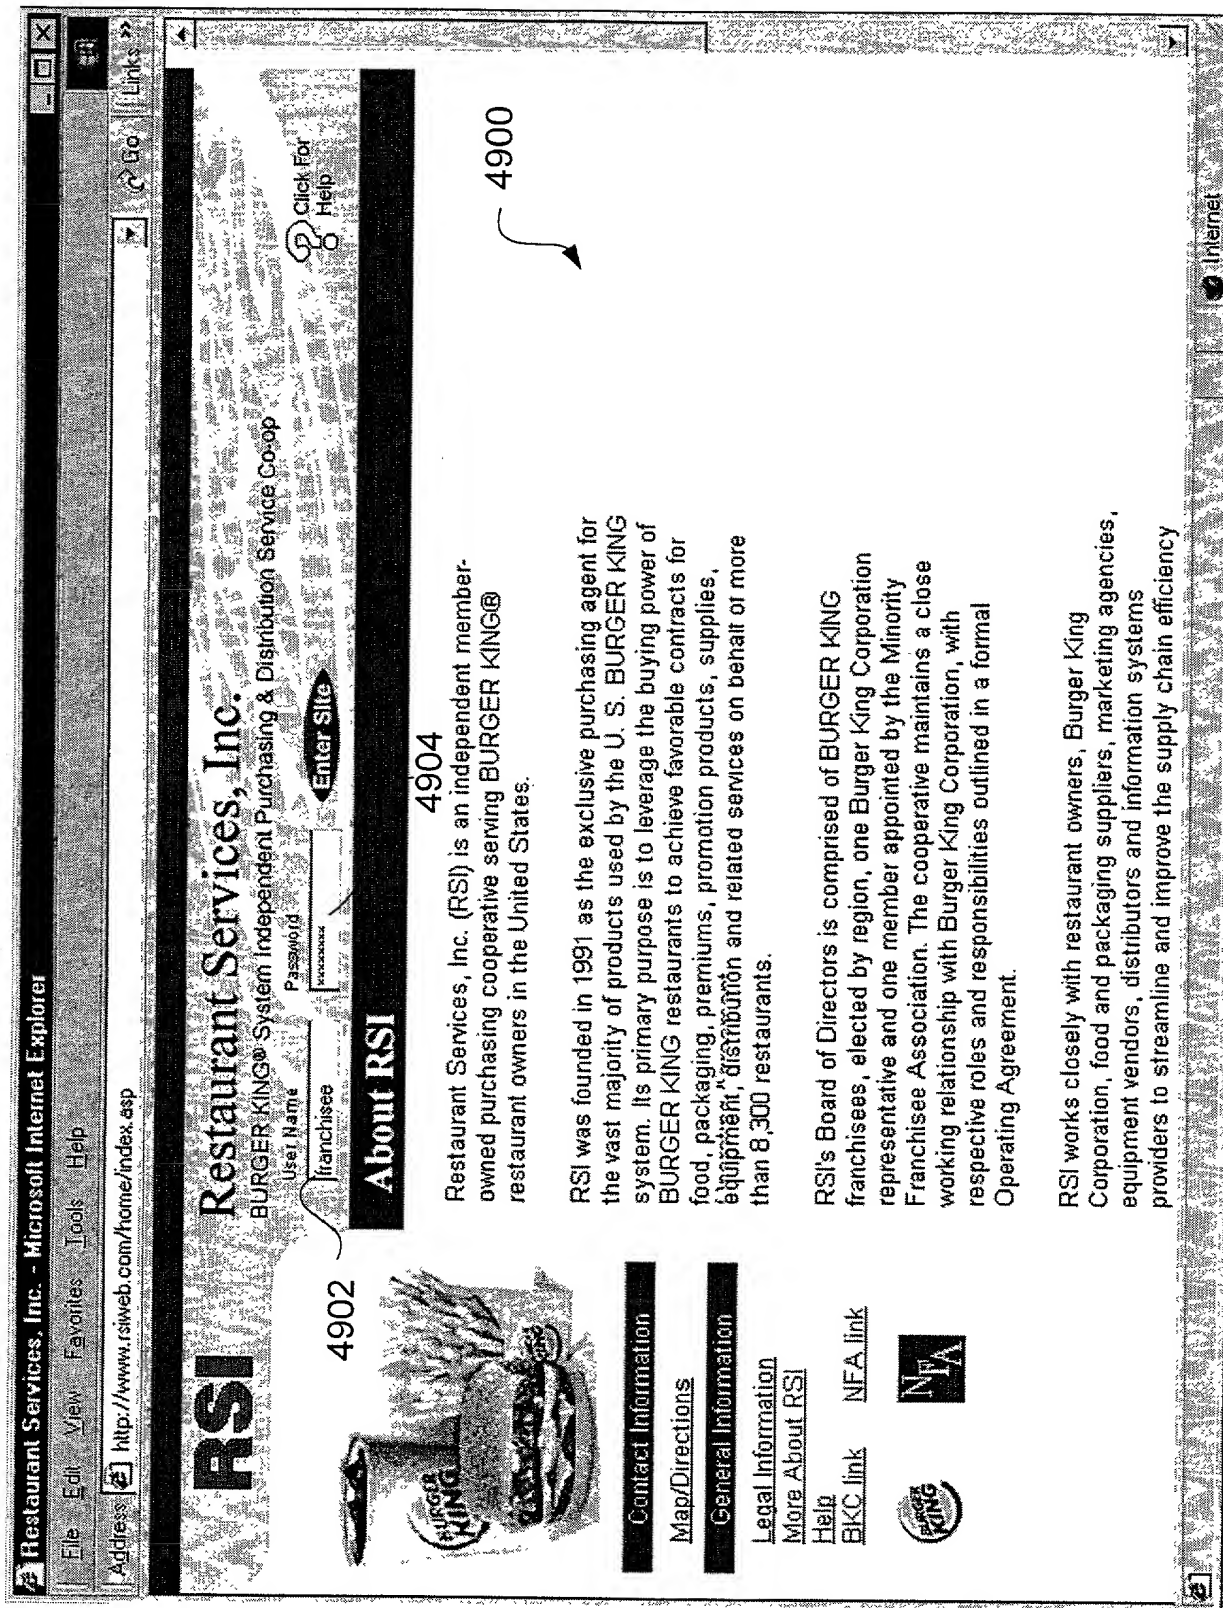 Restaurant Services, Inc. - Microsoft Internet Explorer
File Edit View Favorites Tools Help
Address http://www.rsiweb.com/home/index.asp Go Links »
RSI
Restaurant Services, Inc.
BURGER KING® System Independent Purchasing & Distribution Service Co-op
User Name Password
franchisee xxxxxxxx Enter Site
Click For
Help
4902
4904
4900
About RSI
BURGER
KING
Contact Information
Map/Directions
General Information
Legal Information
More About RSI
Help
BKC link NFA link
BURGER
KING
NFA
Restaurant Services, Inc. (RSI) is an independent member-
owned purchasing cooperative serving BURGER KING®
restaurant owners in the United States.
RSI was founded in 1991 as the exclusive purchasing agent for
the vast majority of products used by the U. S. BURGER KING
system. Its primary purpose is to leverage the buying power of
BURGER KING restaurants to achieve favorable contracts for
food, packaging, premiums, promotion products, supplies,
equipment, distribution and related services on behalf of more
than 8,300 restaurants.
RSI's Board of Directors is comprised of BURGER KING
franchisees, elected by region, one Burger King Corporation
representative and one member appointed by the Minority
Franchisee Association. The cooperative maintains a close
working relationship with Burger King Corporation, with
respective roles and responsibilities outlined in a formal
Operating Agreement.
RSI works closely with restaurant owners, Burger King
Corporation, food and packaging suppliers, marketing agencies,
equipment vendors, distributors and information systems
providers to streamline and improve the supply chain efficiency
Internet